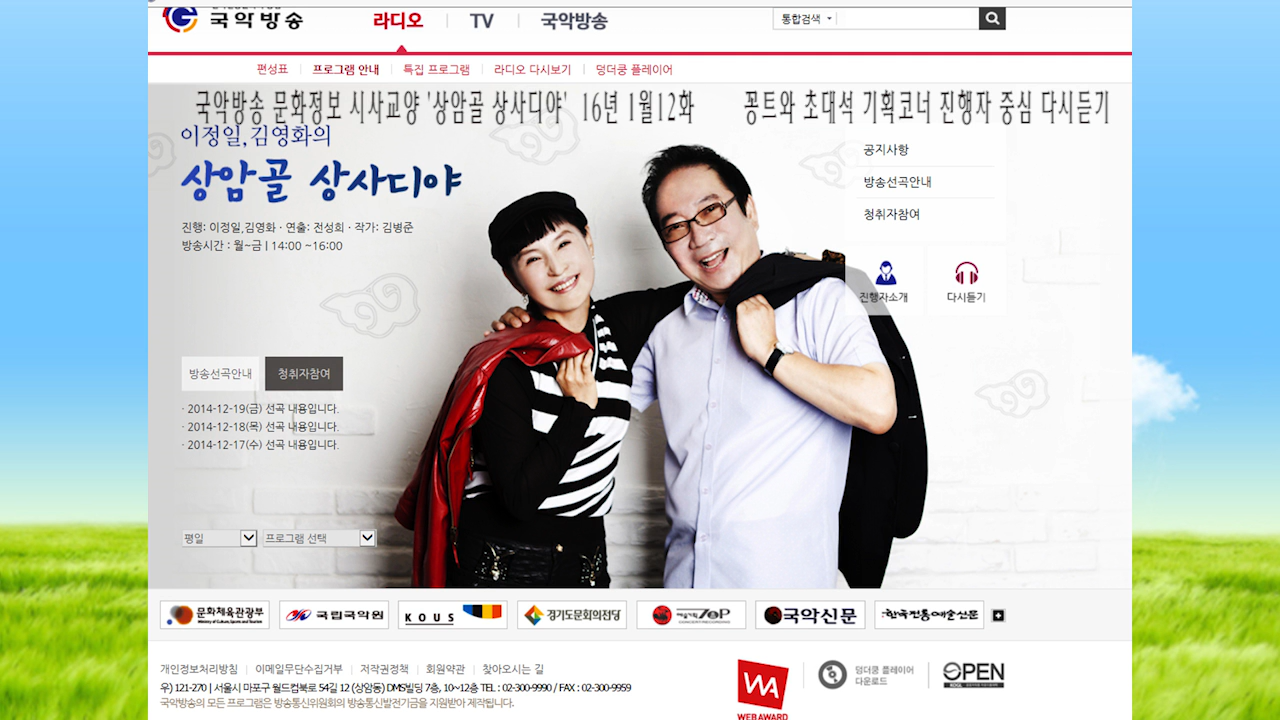 국악방송
라디오 TV 국악방송
통합검색
편성표 프로그램 안내 특집 프로그램 라디오 다시보기 덩더쿵 플레이어
국악방송 문화정보 시사교양 '상암골 상사디야' 16년 1월12화 꽁트와 초대석 기획코너 진행자 중심 다시듣기
이정일,김영화의
상암골 상사디야
진행: 이정일,김영화 · 연출: 전성희 · 작가: 김병준
방송시간 : 월~금 | 14:00 ~16:00
공지사항
방송선곡안내
청취자참여
진행자소개 다시듣기
방송선곡안내 청취자참여
· 2014-12-19(금) 선곡 내용입니다.
· 2014-12-18(목) 선곡 내용입니다.
· 2014-12-17(수) 선곡 내용입니다.
평일 프로그램 선택
문화체육관광부 국립국악원 KOUS 경기도문화의전당 국악신문 한국전통예술신문
Ministry of Culture, Sports and Tourism
개인정보처리방침 이메일무단수집거부 저작권정책 회원약관 찾아오시는 길
우) 121-270 | 서울시 마포구 월드컵북로 54길 12 (상암동) DMS빌딩 7층, 10~12층 TEL : 02-300-9990 / FAX : 02-300-9959
국악방송의 모든 프로그램은 방송통신위원회의 방송통신발전기금을 지원받아 제작됩니다.
WA
WEB AWARD
덩더쿵 플레이어
다운로드
OPEN